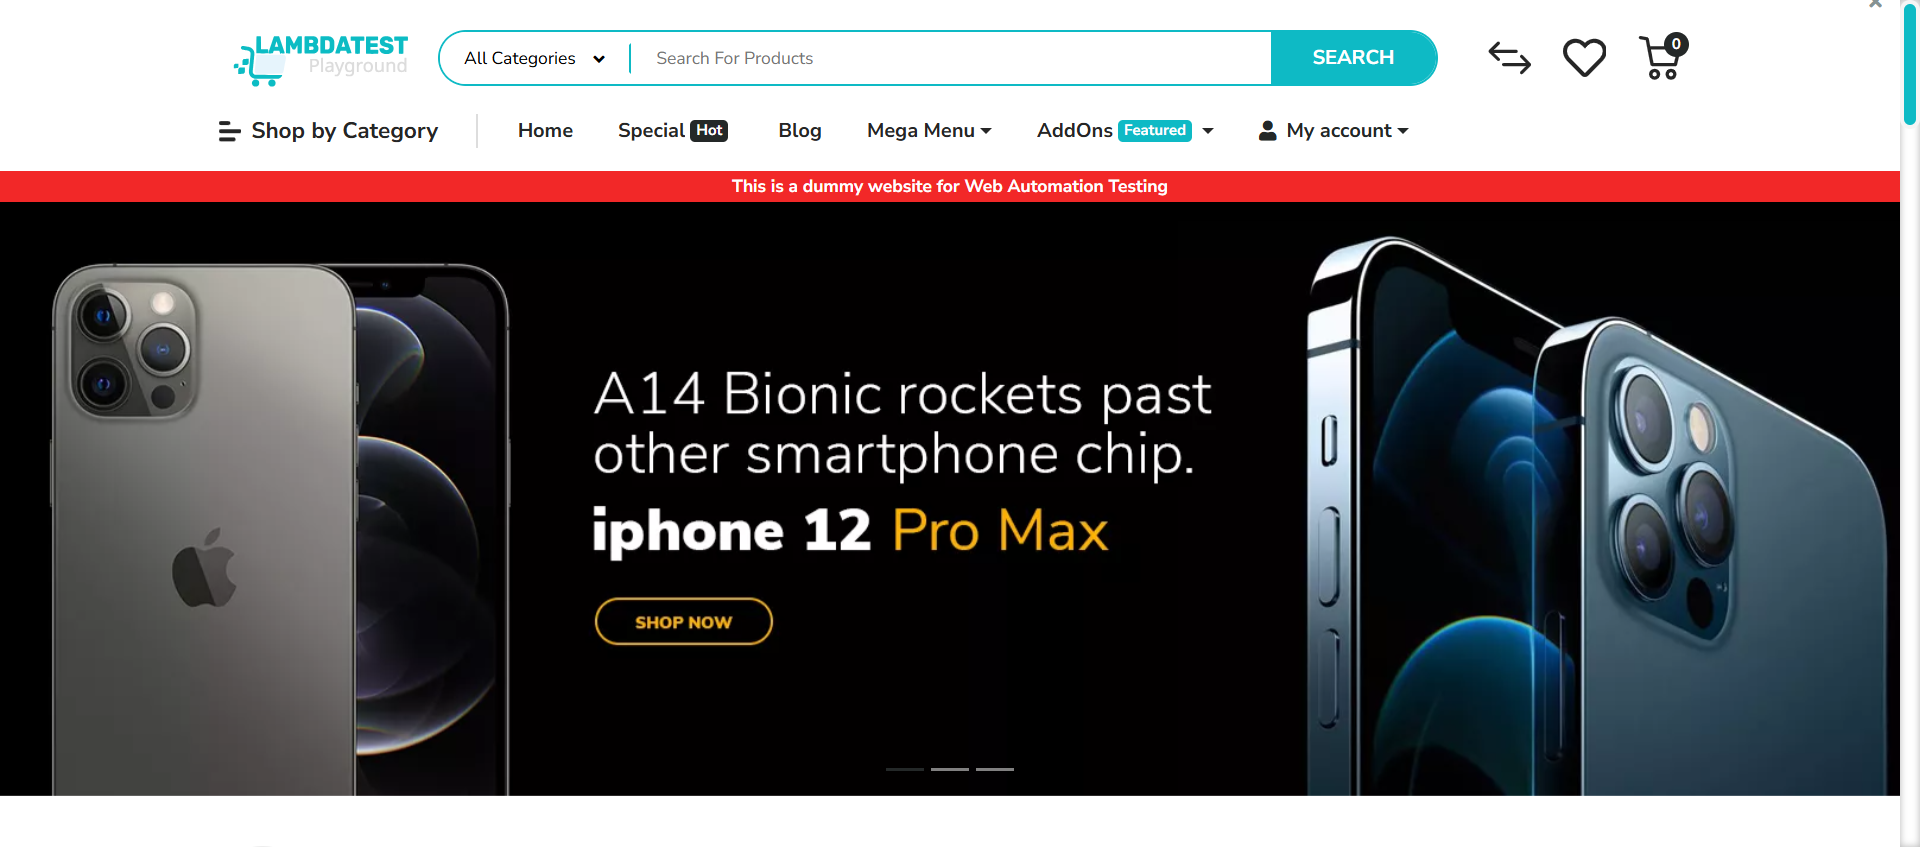 LAMBDATEST
Playground
All Categories
Search For Products
SEARCH
0
Shop by Category
Home
Special Hot
Blog
Mega Menu
AddOns Featured
My account
This is a dummy website for Web Automation Testing
A14 Bionic rockets past
other smartphone chip.
iphone 12 Pro Max
SHOP NOW